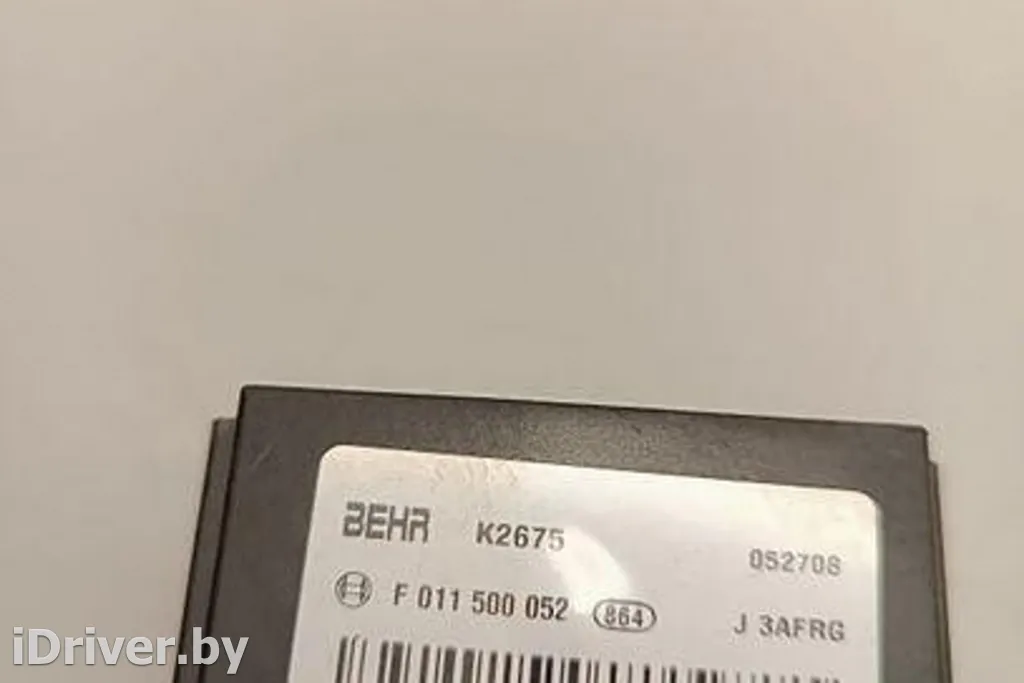 BEHR K2675 052708
F 011 500 052 864 J 3AFRG
iDriver.by